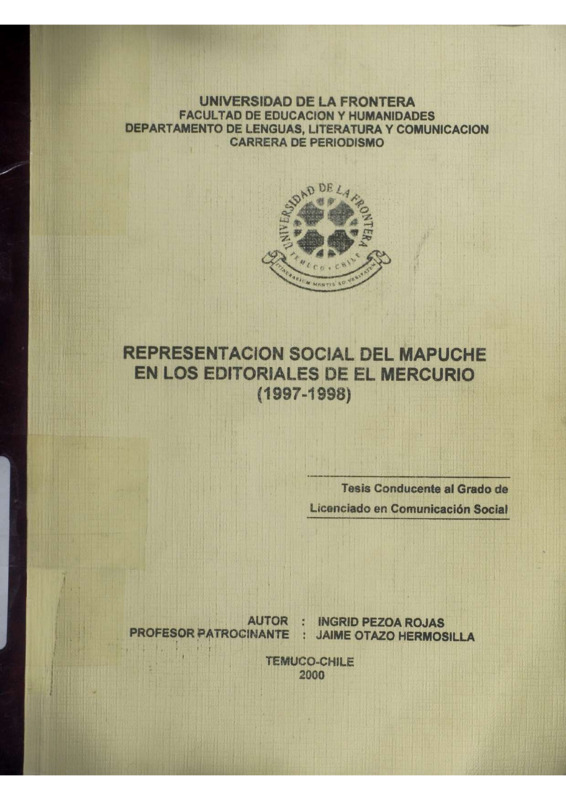 UNIVERSIDAD DE LA FRONTERA
FACULTAD DE EDUCACION Y HUMANIDADES
DEPARTAMENTO DE LENGUAS, LITERATURA Y COMUNICACION
CARRERA DE PERIODISMO
UNIVERSIDAD DE LA FRONTERA
TEMUCO - CHILE
REPRESENTACION SOCIAL DEL MAPUCHE
EN LOS EDITORIALES DE EL MERCURIO
(1997-1998)
Tesis Conducente al Grado de
Licenciado en Comunicación Social
AUTOR : INGRID PEZOA ROJAS
PROFESOR PATROCINANTE : JAIME OTAZO HERMOSILLA
TEMUCO-CHILE
2000